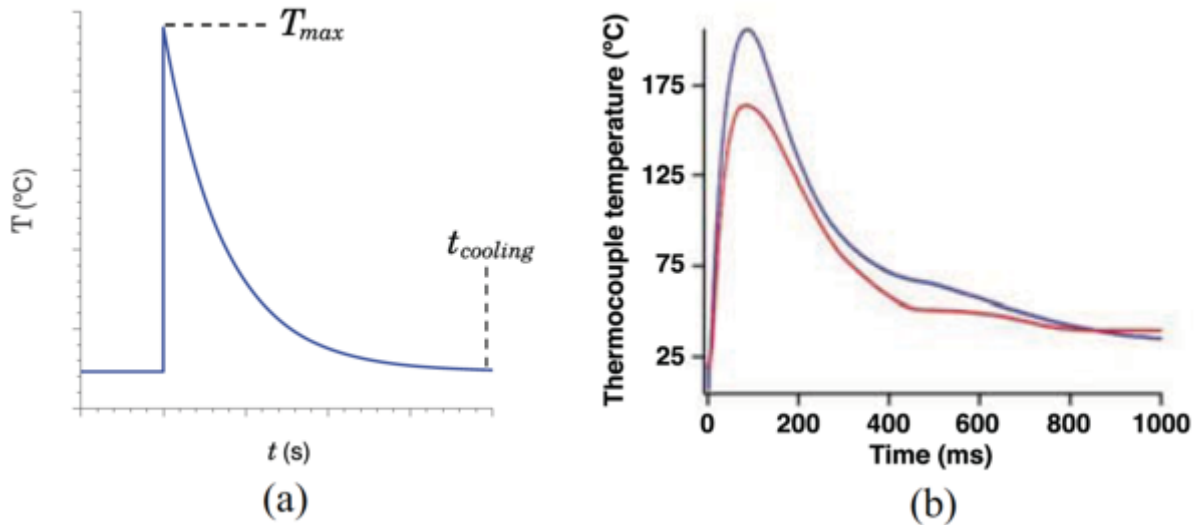 T_max
t_cooling
T (°C)
t (s)
(a)
Thermocouple temperature (°C)
175
125
75
25
0 200 400 600 800 1000
Time (ms)
(b)